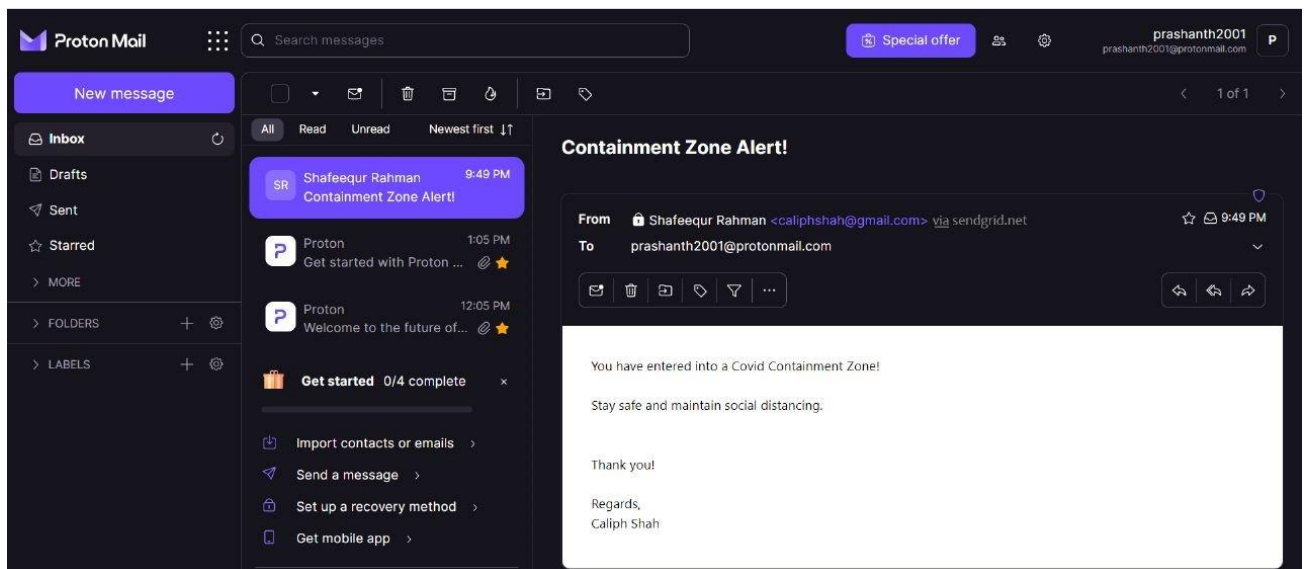 Proton Mail
Search messages
Special offer
prashanth2001
prashanth2001@protonmail.com
P
New message
1 of 1
Inbox
Drafts
Sent
Starred
MORE
FOLDERS
LABELS
All Read Unread Newest first
SR
Shafeequr Rahman 9:49 PM
Containment Zone Alert!
Proton 1:05 PM
Get started with Proton ...
Proton 12:05 PM
Welcome to the future of...
Get started 0/4 complete
Import contacts or emails
Send a message
Set up a recovery method
Get mobile app
Containment Zone Alert!
From Shafeequr Rahman <caliphshah@gmail.com> via sendgrid.net 9:49 PM
To prashanth2001@protonmail.com
You have entered into a Covid Containment Zone!
Stay safe and maintain social distancing.
Thank you!
Regards,
Caliph Shah